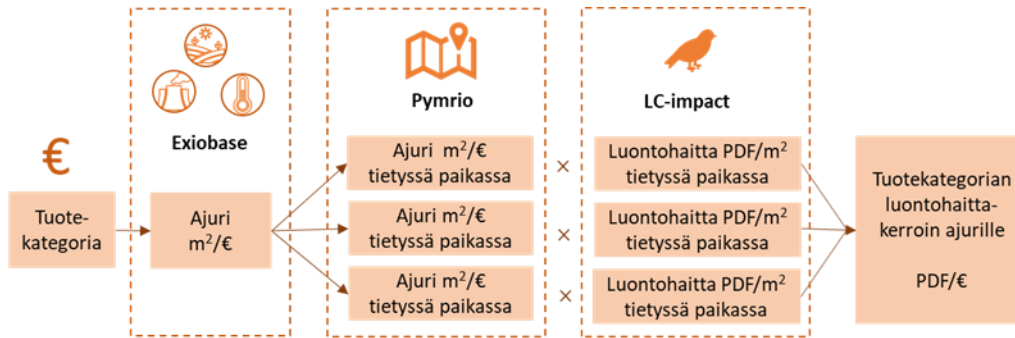 €
Tuote-
kategoria
Exiobase
Ajuri
m²/€
Pymrio
Ajuri m²/€
tietyssä paikassa
Ajuri m²/€
tietyssä paikassa
Ajuri m²/€
tietyssä paikassa
×
×
×
LC-impact
Luontohaitta PDF/m²
tietyssä paikassa
Luontohaitta PDF/m²
tietyssä paikassa
Luontohaitta PDF/m²
tietyssä paikassa
Tuotekategorian
luontohaitta-
kerroin ajurille
PDF/€